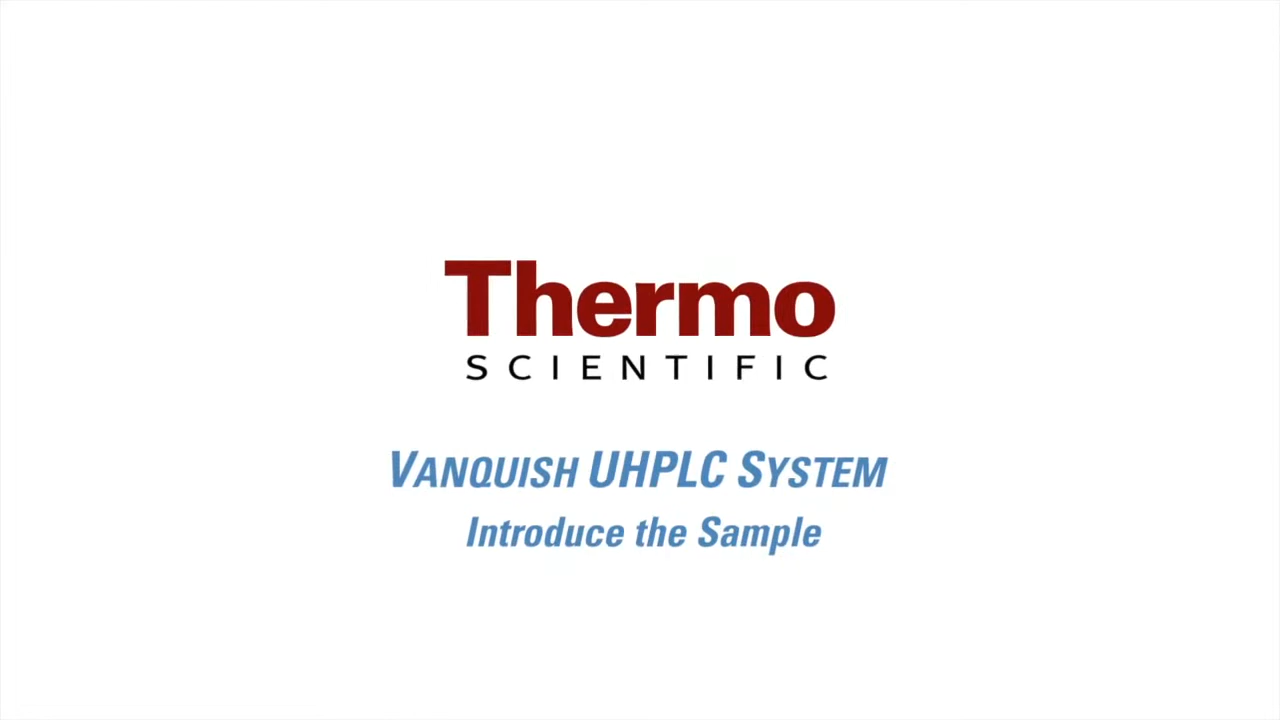 Thermo
SCIENTIFIC
VANQUISH UHPLC SYSTEM
Introduce the Sample